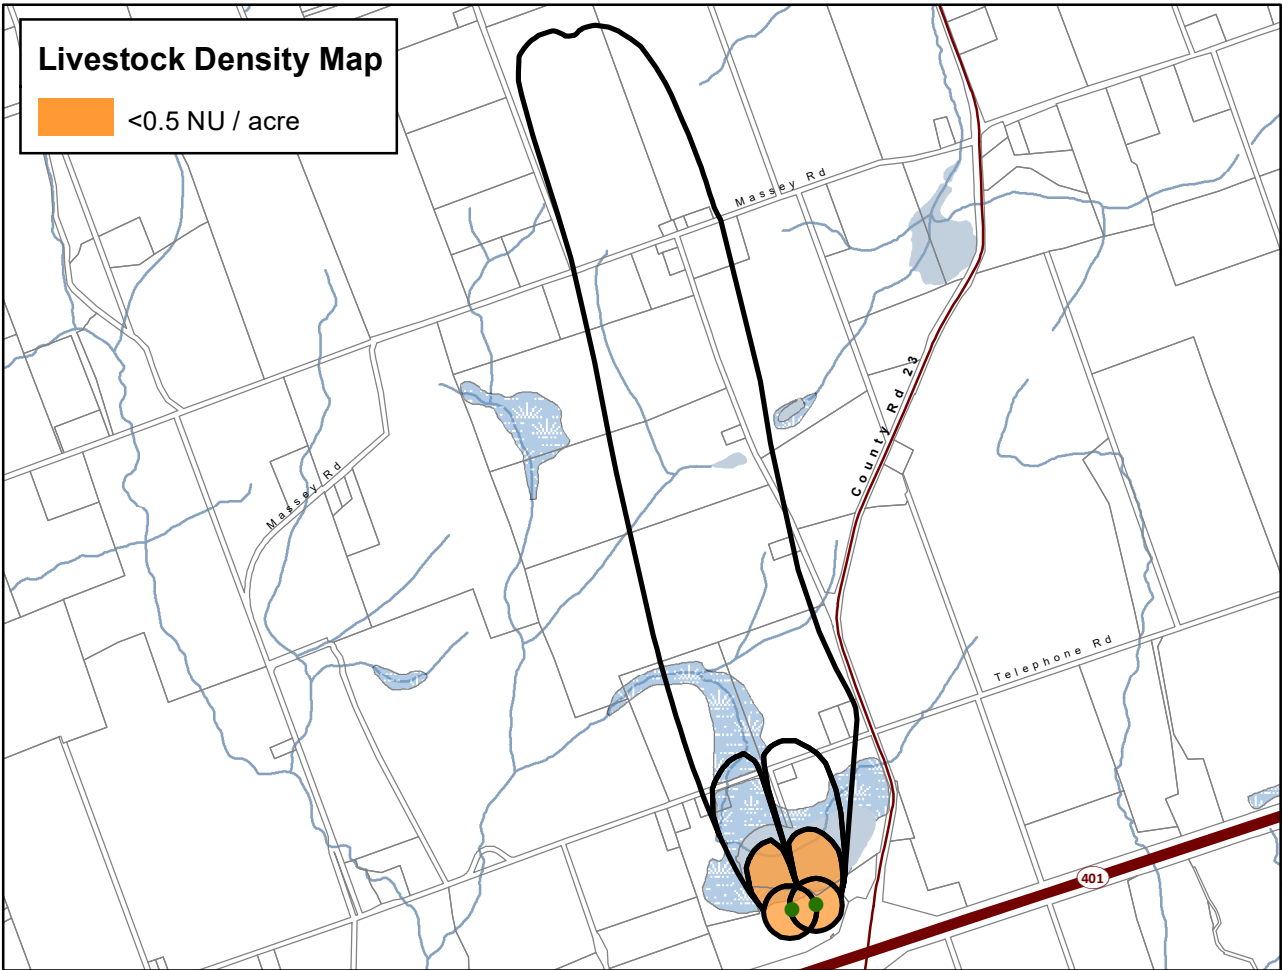 Livestock Density Map
<0.5 NU / acre
Massey Rd
County Rd 23
Massey Rd
Telephone Rd
401